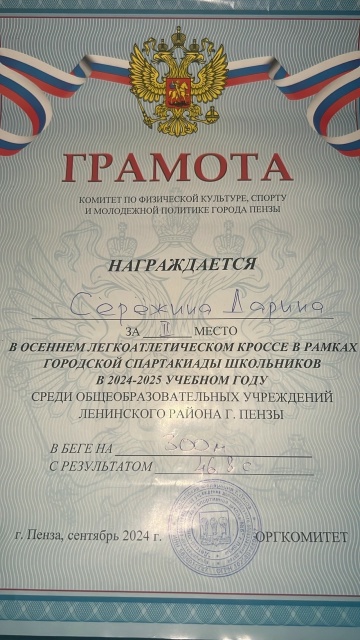 ГРАМОТА
КОМИТЕТ ПО ФИЗИЧЕСКОЙ КУЛЬТУРЕ, СПОРТУ
И МОЛОДЕЖНОЙ ПОЛИТИКЕ ГОРОДА ПЕНЗЫ
НАГРАЖДАЕТСЯ
Сережина Дарина
ЗА II МЕСТО
В ОСЕННЕМ ЛЕГКОАТЛЕТИЧЕСКОМ КРОССЕ В РАМКАХ
ГОРОДСКОЙ СПАРТАКИАДЫ ШКОЛЬНИКОВ
В 2024-2025 УЧЕБНОМ ГОДУ
СРЕДИ ОБЩЕОБРАЗОВАТЕЛЬНЫХ УЧРЕЖДЕНИЙ
ЛЕНИНСКОГО РАЙОНА Г. ПЕНЗЫ
В БЕГЕ НА 300м
С РЕЗУЛЬТАТОМ
г. Пенза, сентябрь 2024 г. ОРГКОМИТЕТ